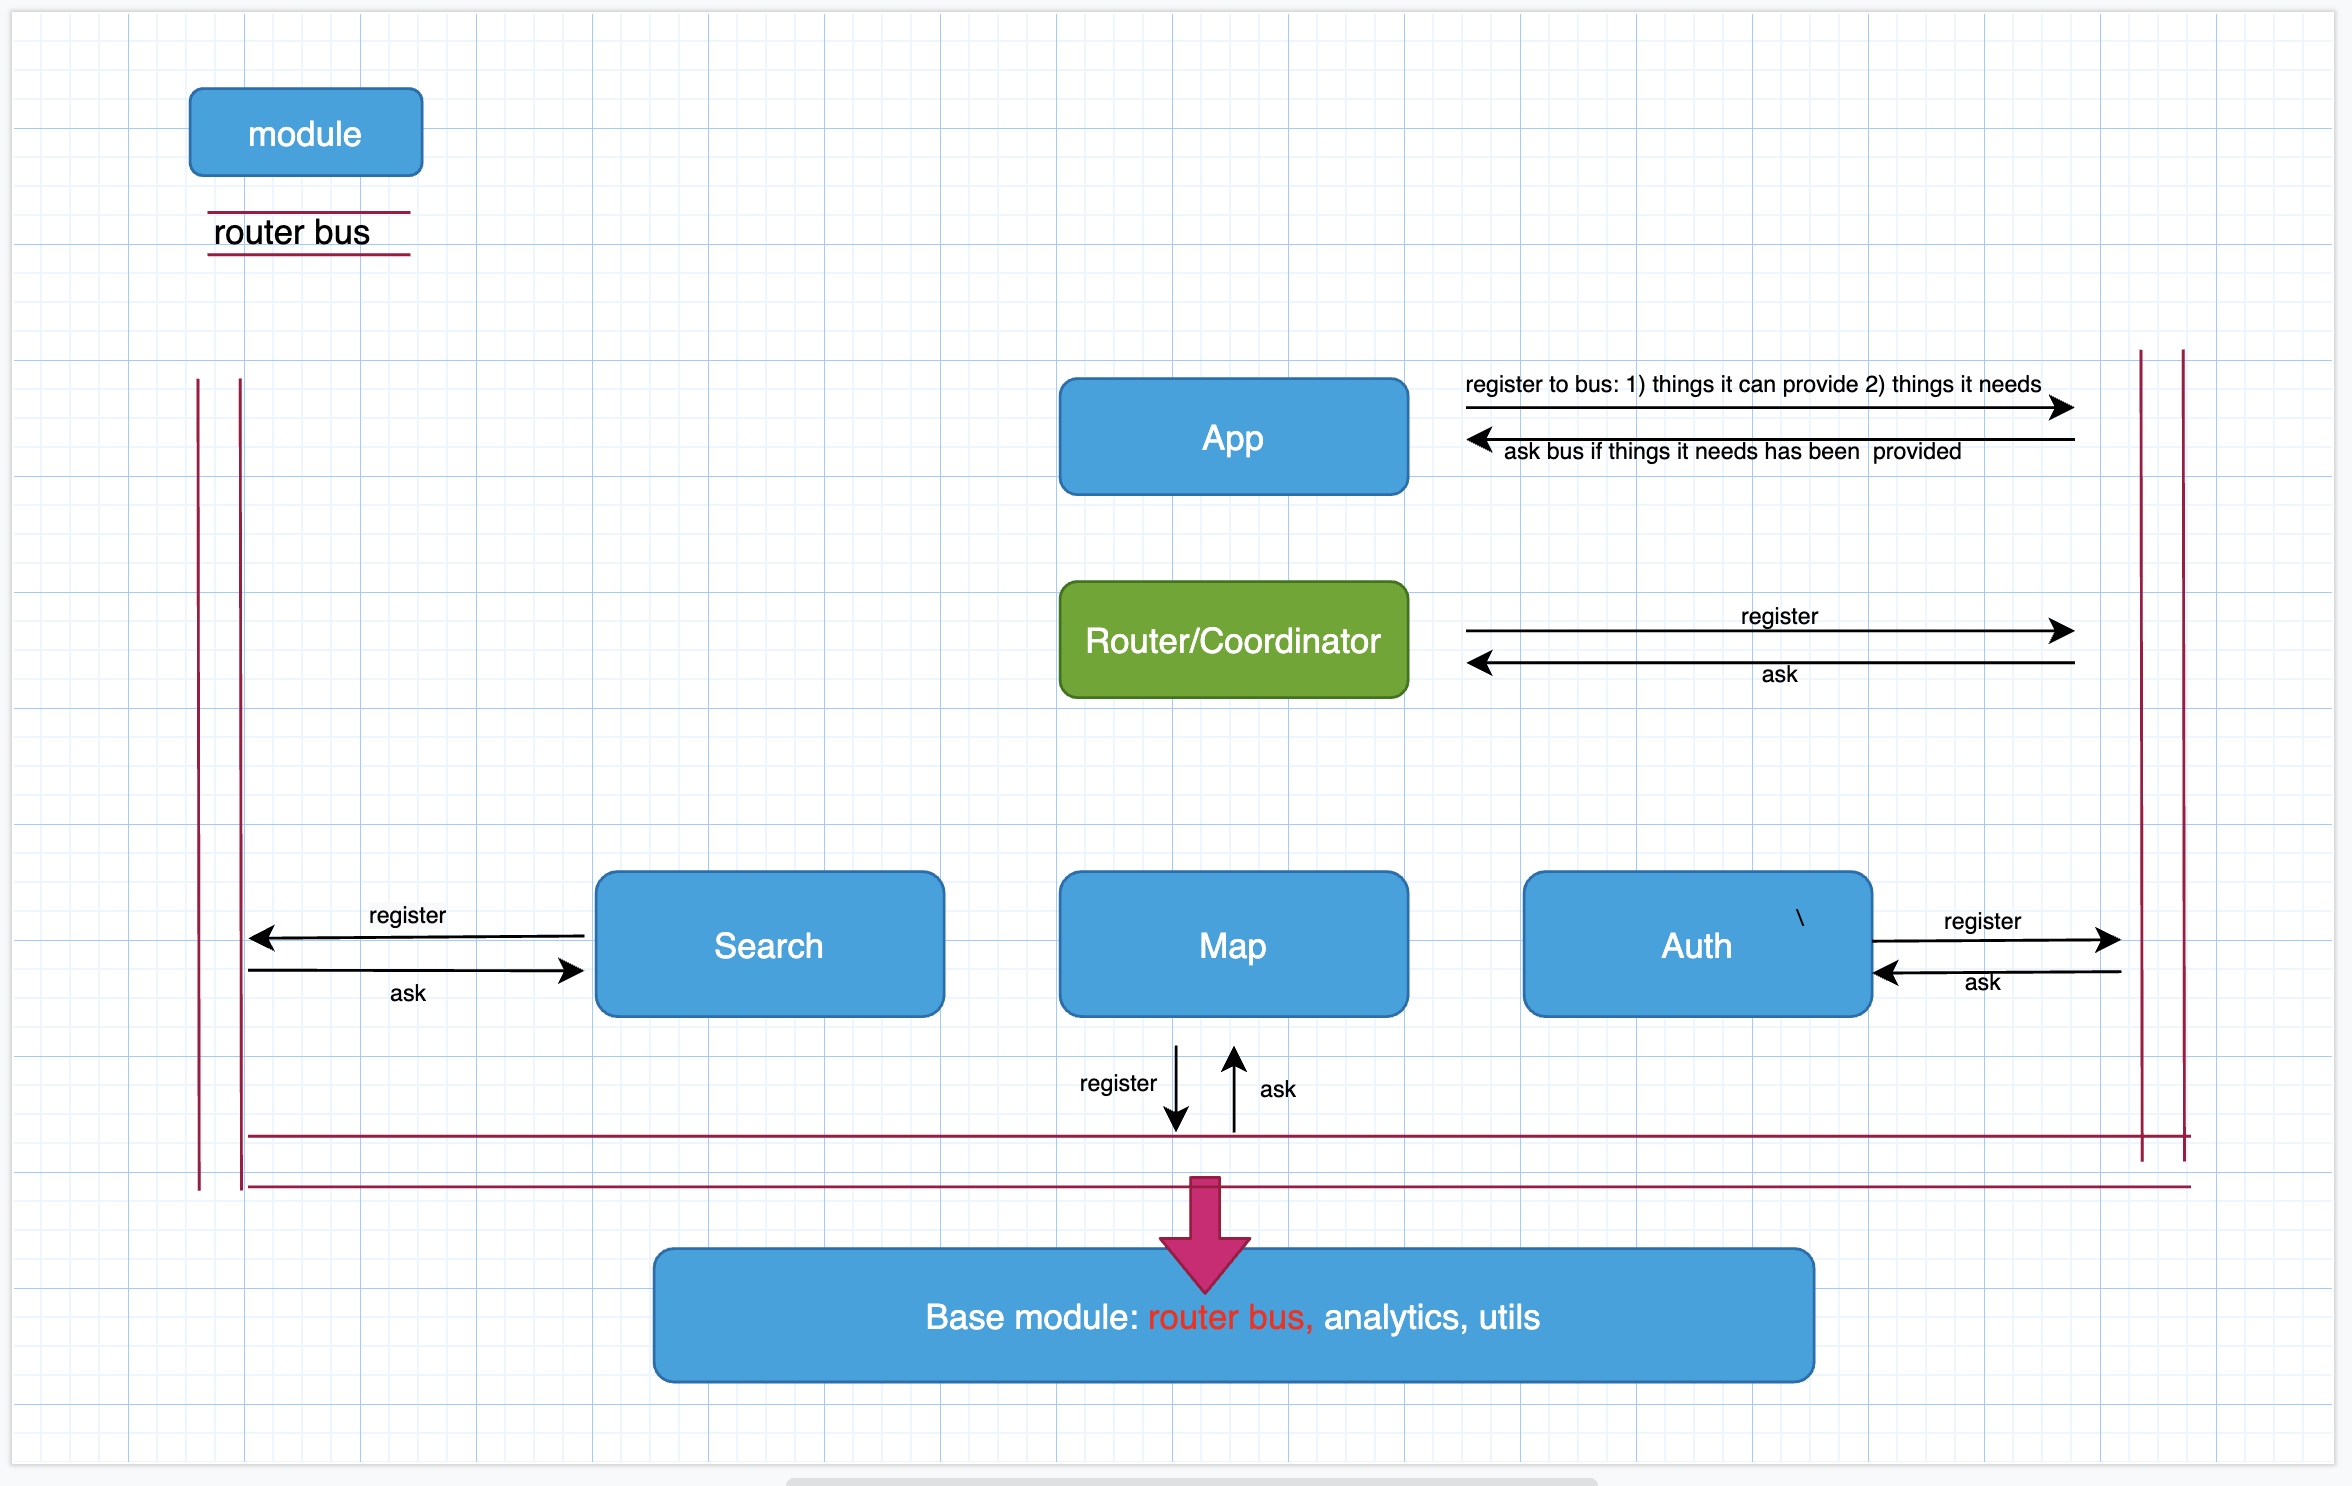 module
router bus
App
register to bus: 1) things it can provide 2) things it needs
ask bus if things it needs has been  provided
Router/Coordinator
register
ask
register
ask
Search
Map
Auth
\
register
ask
register
ask
Base module: router bus, analytics, utils